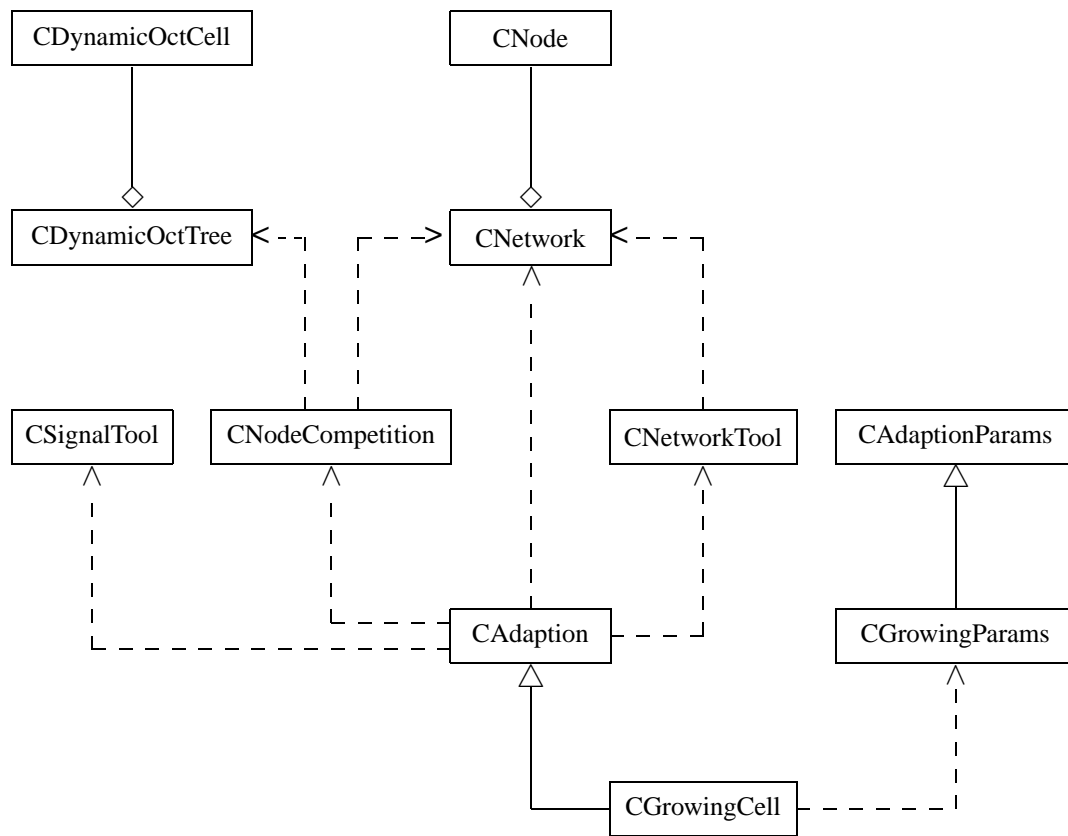 CDynamicOctCell
CNode
CDynamicOctTree
CNetwork
CSignalTool
CNodeCompetition
CNetworkTool
CAdaptionParams
CAdaption
CGrowingParams
CGrowingCell